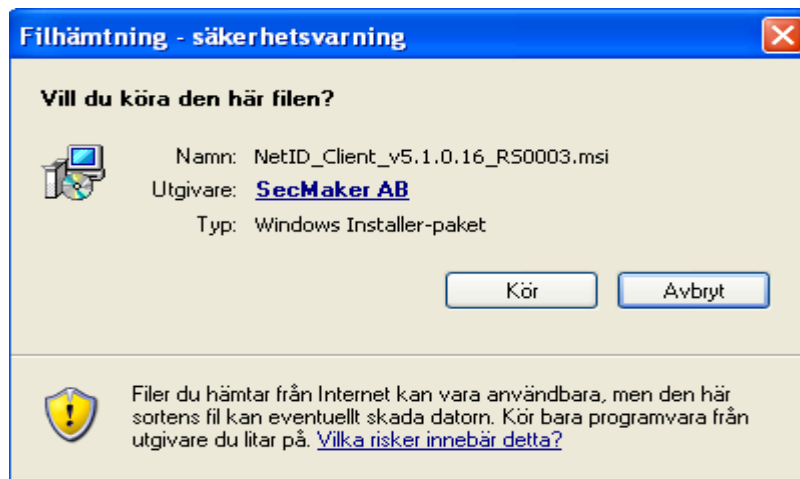 Filhämtning - säkerhetsvarning
Vill du köra den här filen?
Namn: NetID_Client_v5.1.0.16_RS0003.msi
Utgivare: SecMaker AB
Typ: Windows Installer-paket
Kör Avbryt
Filer du hämtar från Internet kan vara användbara, men den här
sortens fil kan eventuellt skada datorn. Kör bara programvara från
utgivare du litar på. Vilka risker innebär detta?